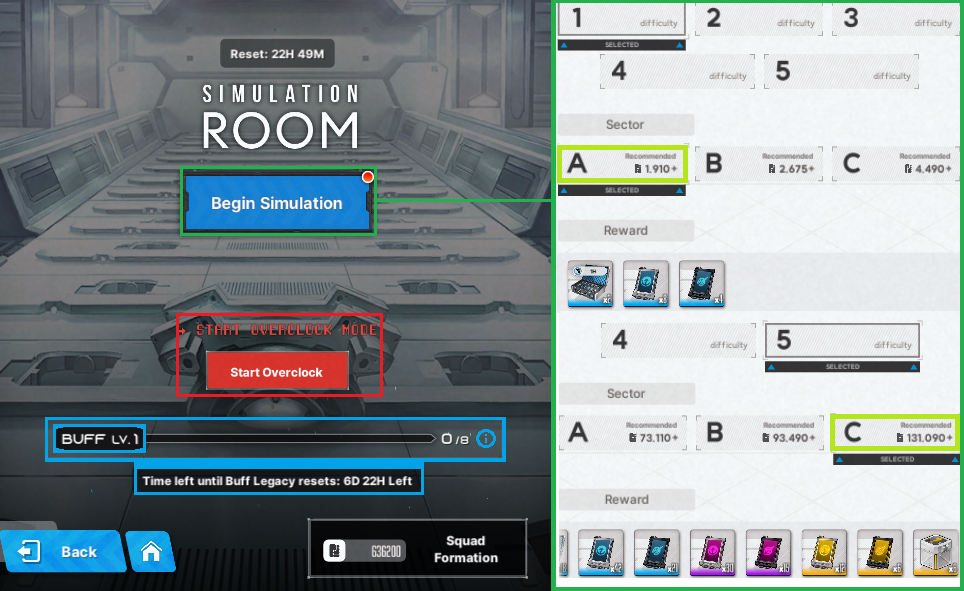 Reset: 22H 49M
SIMULATION
ROOM
Begin Simulation
START OVERCLOCK MODE
Start Overclock
BUFF LV.1
0/8
Time left until Buff Legacy resets: 6D 22H Left
Back
636200
Squad
Formation
1 difficulty
2 difficulty
3 difficulty
SELECTED
4 difficulty
5 difficulty
Sector
A Recommended 1.910+
B Recommended 2.675+
C Recommended 4.490+
SELECTED
Reward
1H
4 difficulty
5 difficulty
SELECTED
Sector
A Recommended 73.110+
B Recommended 93.490+
C Recommended 131.090+
SELECTED
Reward